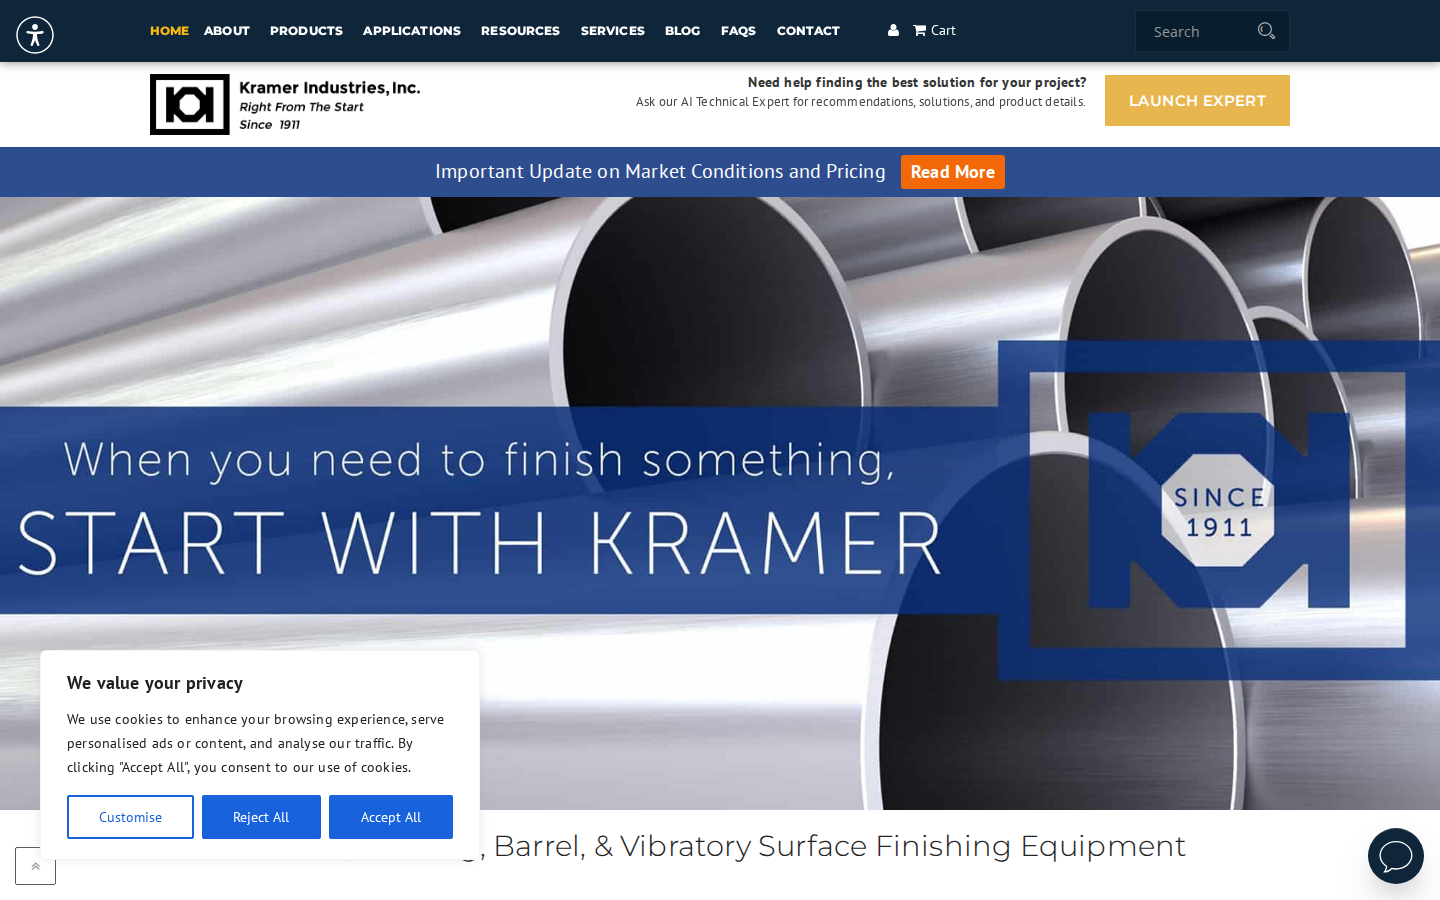 HOME ABOUT PRODUCTS APPLICATIONS RESOURCES SERVICES BLOG FAQS CONTACT Cart Search
Kramer Industries, Inc.
Right From The Start
Since 1911
Need help finding the best solution for your project?
Ask our AI Technical Expert for recommendations, solutions, and product details.
LAUNCH EXPERT
Important Update on Market Conditions and Pricing Read More
When you need to finish something,
START WITH KRAMER
SINCE
1911
We value your privacy
We use cookies to enhance your browsing experience, serve
personalised ads or content, and analyse our traffic. By
clicking "Accept All", you consent to our use of cookies.
Customise Reject All Accept All
, Barrel, & Vibratory Surface Finishing Equipment